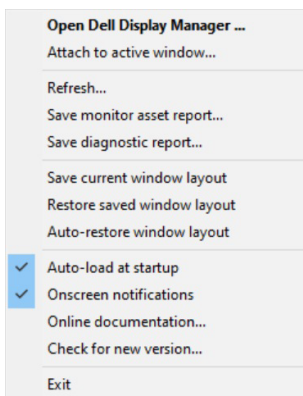 Open Dell Display Manager ...
Attach to active window...
Refresh...
Save monitor asset report...
Save diagnostic report...
Save current window layout
Restore saved window layout
Auto-restore window layout
Auto-load at startup
Onscreen notifications
Online documentation...
Check for new version...
Exit